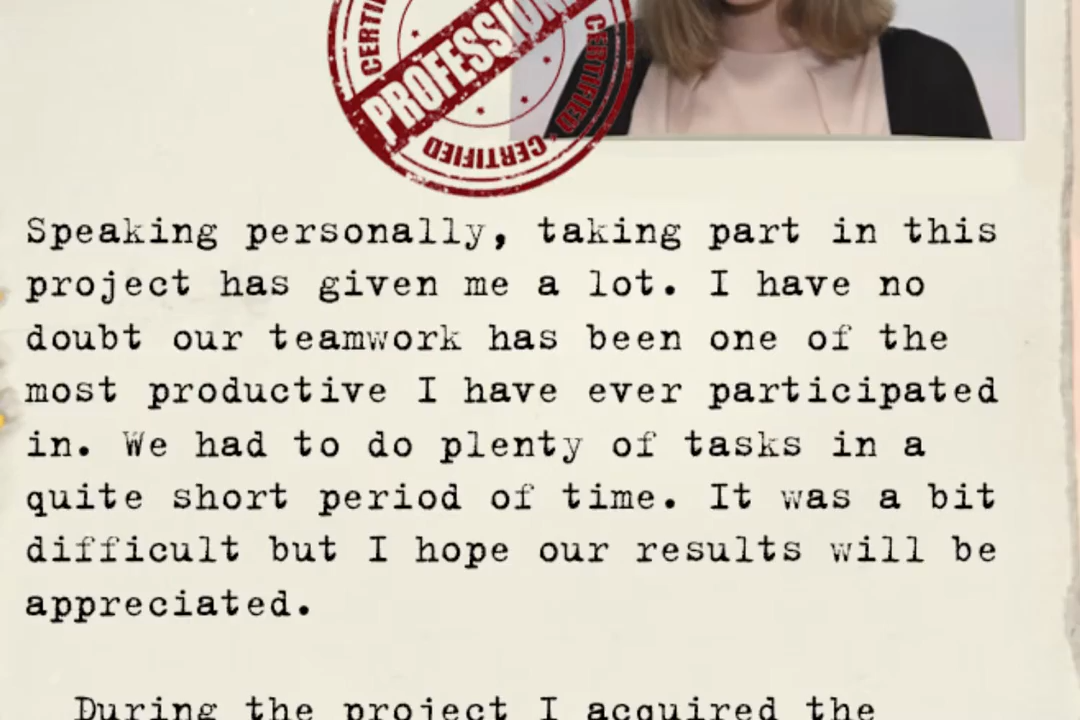 CERTIFIED
CERTIFIED
CERTIFIED
Speaking personally, taking part in this
project has given me a lot. I have no
doubt our teamwork has been one of the
most productive I have ever participated
in. We had to do plenty of tasks in a
quite short period of time. It was a bit
difficult but I hope our results will be
appreciated.
During the project I acquired the